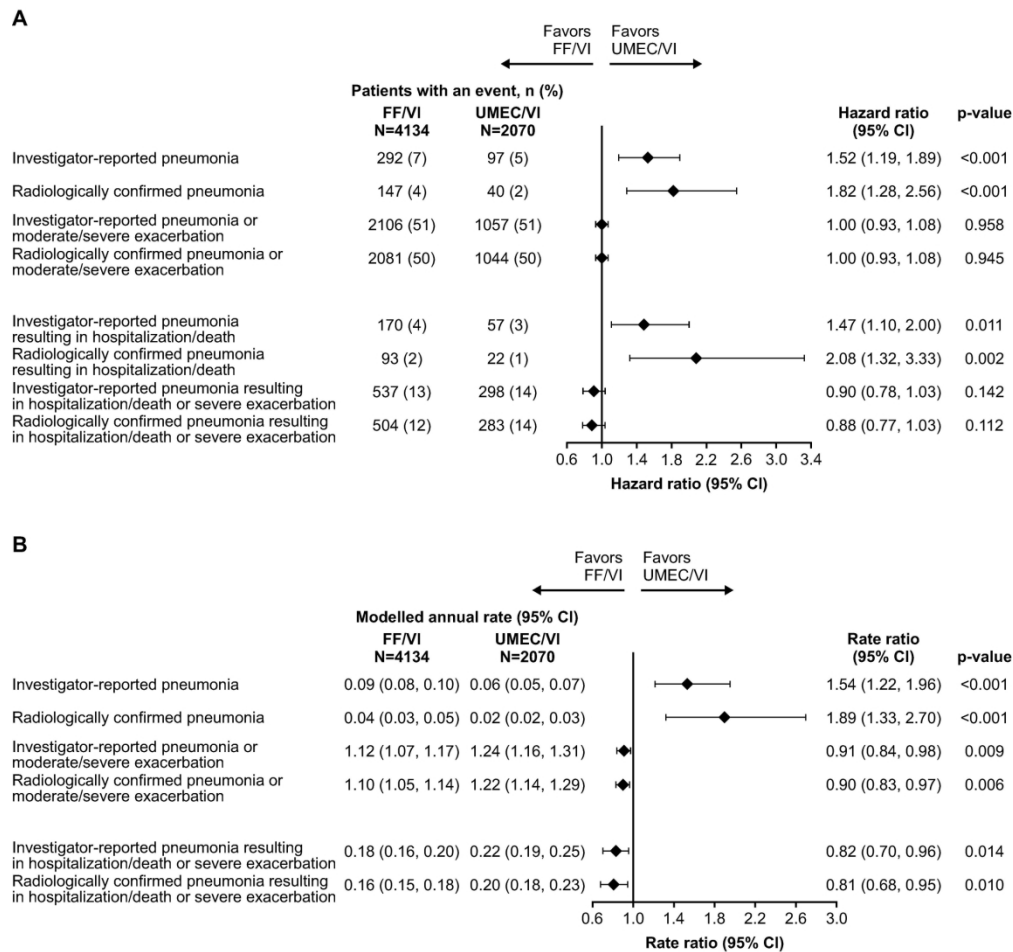 A
Favors
FF/VI
Favors
UMEC/VI
Patients with an event, n (%)
FF/VI
N=4134
UMEC/VI
N=2070
Hazard ratio
(95% CI)
p-value
Investigator-reported pneumonia 292 (7) 97 (5) 1.52 (1.19, 1.89) <0.001
Radiologically confirmed pneumonia 147 (4) 40 (2) 1.82 (1.28, 2.56) <0.001
Investigator-reported pneumonia or
moderate/severe exacerbation
2106 (51) 1057 (51) 1.00 (0.93, 1.08) 0.958
Radiologically confirmed pneumonia or
moderate/severe exacerbation
2081 (50) 1044 (50) 1.00 (0.93, 1.08) 0.945
Investigator-reported pneumonia
resulting in hospitalization/death
170 (4) 57 (3) 1.47 (1.10, 2.00) 0.011
Radiologically confirmed pneumonia
resulting in hospitalization/death
93 (2) 22 (1) 2.08 (1.32, 3.33) 0.002
Investigator-reported pneumonia resulting
in hospitalization/death or severe exacerbation
537 (13) 298 (14) 0.90 (0.78, 1.03) 0.142
Radiologically confirmed pneumonia resulting
in hospitalization/death or severe exacerbation
504 (12) 283 (14) 0.88 (0.77, 1.03) 0.112
0.6 1.0 1.4 1.8 2.2 2.6 3.0 3.4
Hazard ratio (95% CI)
B
Favors
FF/VI
Favors
UMEC/VI
Modelled annual rate (95% CI)
FF/VI
N=4134
UMEC/VI
N=2070
Rate ratio
(95% CI)
p-value
Investigator-reported pneumonia 0.09 (0.08, 0.10) 0.06 (0.05, 0.07) 1.54 (1.22, 1.96) <0.001
Radiologically confirmed pneumonia 0.04 (0.03, 0.05) 0.02 (0.02, 0.03) 1.89 (1.33, 2.70) <0.001
Investigator-reported pneumonia or
moderate/severe exacerbation
1.12 (1.07, 1.17) 1.24 (1.16, 1.31) 0.91 (0.84, 0.98) 0.009
Radiologically confirmed pneumonia or
moderate/severe exacerbation
1.10 (1.05, 1.14) 1.22 (1.14, 1.29) 0.90 (0.83, 0.97) 0.006
Investigator-reported pneumonia resulting
in hospitalization/death or severe exacerbation
0.18 (0.16, 0.20) 0.22 (0.19, 0.25) 0.82 (0.70, 0.96) 0.014
Radiologically confirmed pneumonia resulting
in hospitalization/death or severe exacerbation
0.16 (0.15, 0.18) 0.20 (0.18, 0.23) 0.81 (0.68, 0.95) 0.010
0.6 1.0 1.4 1.8 2.2 2.6 3.0
Rate ratio (95% CI)